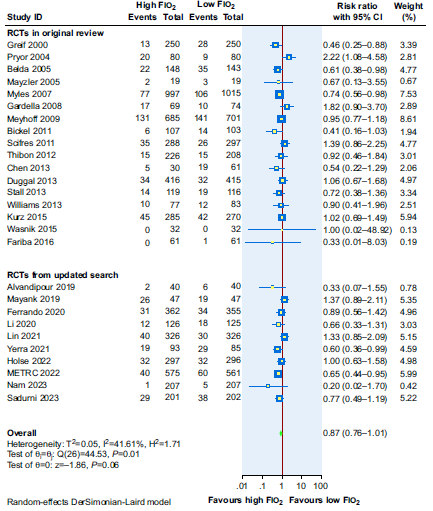 High FIO2 Low FIO2 Risk ratio Weight
Study ID Events Total Events Total with 95% CI (%)
RCTs in original review
Greif 2000 13 250 28 250 0.46 (0.25–0.88) 3.39
Pryor 2004 20 80 9 80 2.22 (1.08–4.58) 2.81
Belda 2005 22 148 35 143 0.61 (0.38–0.98) 4.77
Mayzler 2005 2 19 3 19 0.67 (0.13–3.55) 0.67
Myles 2007 77 997 106 1015 0.74 (0.56–0.98) 7.53
Gardella 2008 17 69 10 74 1.82 (0.90–3.70) 2.89
Meyhoff 2009 131 685 141 701 0.95 (0.77–1.18) 8.61
Bickel 2011 6 107 14 103 0.41 (0.16–1.03) 1.94
Scifres 2011 35 288 26 297 1.39 (0.86–2.25) 4.77
Thibon 2012 15 226 15 208 0.92 (0.46–1.84) 3.01
Chen 2013 5 30 19 61 0.54 (0.22–1.29) 2.06
Duggal 2013 34 416 32 415 1.06 (0.67–1.68) 4.97
Stall 2013 14 119 19 116 0.72 (0.38–1.36) 3.34
Williams 2013 10 77 12 83 0.90 (0.41–1.96) 2.51
Kurz 2015 45 285 42 270 1.02 (0.69–1.49) 5.94
Wasnik 2015 0 32 0 32 1.00 (0.02–48.92) 0.13
Fariba 2016 0 61 1 61 0.33 (0.01–8.03) 0.19
RCTs from updated search
Alvandipour 2019 2 40 6 40 0.33 (0.07–1.55) 0.78
Mayank 2019 26 47 19 47 1.37 (0.89–2.11) 5.35
Ferrando 2020 31 362 34 355 0.89 (0.56–1.42) 4.96
Li 2020 12 126 18 125 0.66 (0.33–1.31) 3.03
Lin 2021 40 326 30 326 1.33 (0.85–2.09) 5.15
Yerra 2021 19 93 29 85 0.60 (0.36–0.99) 4.59
Holse 2022 32 297 32 296 1.00 (0.63–1.58) 4.98
METRC 2022 40 575 60 561 0.65 (0.44–0.95) 5.99
Nam 2023 1 207 5 207 0.20 (0.02–1.70) 0.42
Sadurni 2023 29 201 38 202 0.77 (0.49–1.19) 5.22
Overall 0.87 (0.76–1.01)
Heterogeneity: T²=0.05, I²=41.61%, H²=1.71
Test of θi=θj: Q(26)=44.53, P=0.01
Test of θ=0: z=–1.86, P=0.06
.01 .10 1 10 100
Random-effects DerSimonian-Laird model Favours high FIO2 Favours low FIO2